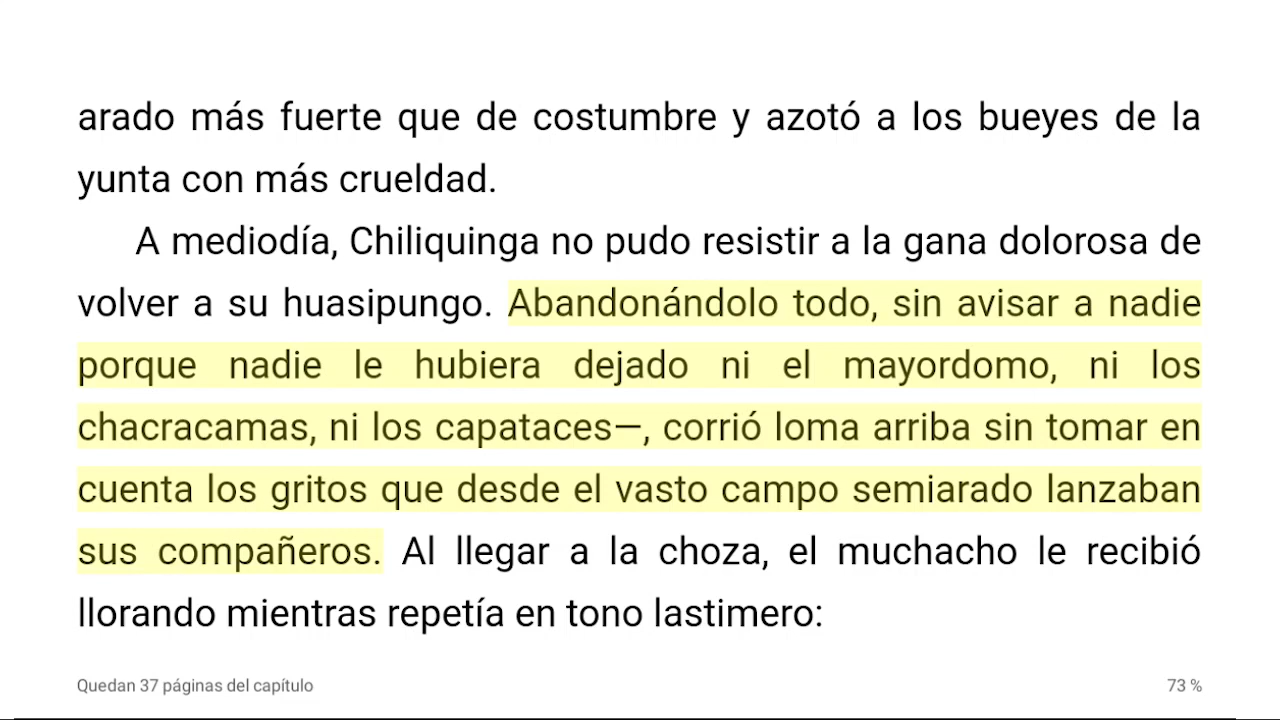 arado más fuerte que de costumbre y azotó a los bueyes de la
yunta con más crueldad.
A mediodía, Chiliquinga no pudo resistir a la gana dolorosa de
volver a su huasipungo. Abandonándolo todo, sin avisar a nadie
porque nadie le hubiera dejado ni el mayordomo, ni los
chacracamas, ni los capataces—, corrió loma arriba sin tomar en
cuenta los gritos que desde el vasto campo semiarado lanzaban
sus compañeros. Al llegar a la choza, el muchacho le recibió
llorando mientras repetía en tono lastimero:
Quedan 37 páginas del capítulo
73 %